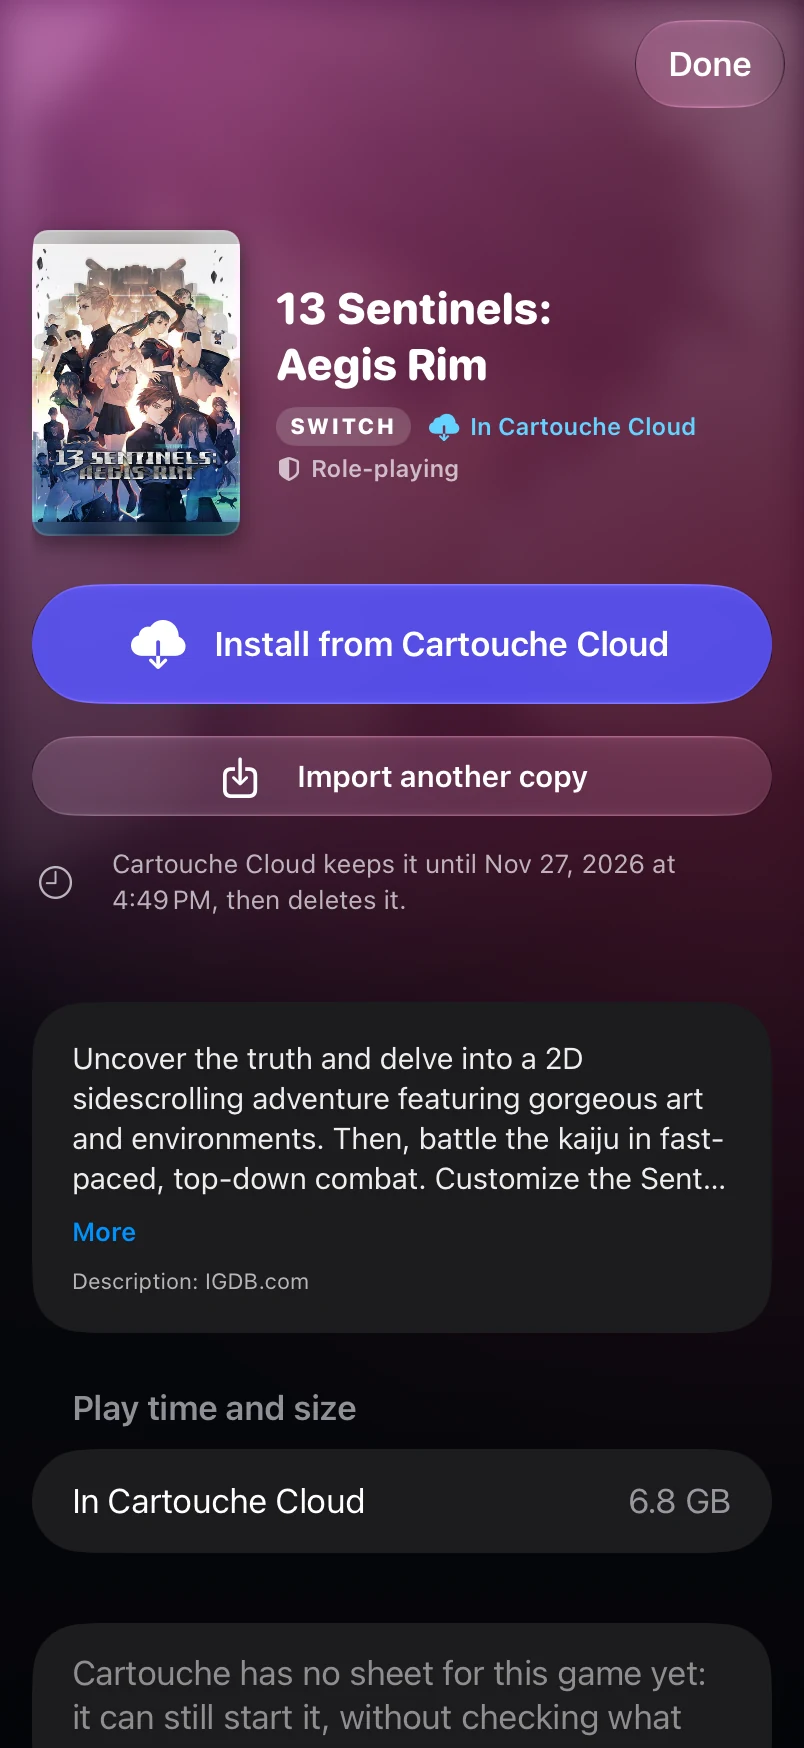 Done
13 SENTINELS:
AEGIS RIM
13 Sentinels:
Aegis Rim
SWITCH
In Cartouche Cloud
Role-playing
Install from Cartouche Cloud
Import another copy
Cartouche Cloud keeps it until Nov 27, 2026 at
4:49 PM, then deletes it.
Uncover the truth and delve into a 2D
sidescrolling adventure featuring gorgeous art
and environments. Then, battle the kaiju in fast-
paced, top-down combat. Customize the Sent...
More
Description: IGDB.com
Play time and size
In Cartouche Cloud
6.8 GB
Cartouche has no sheet for this game yet:
it can still start it, without checking what